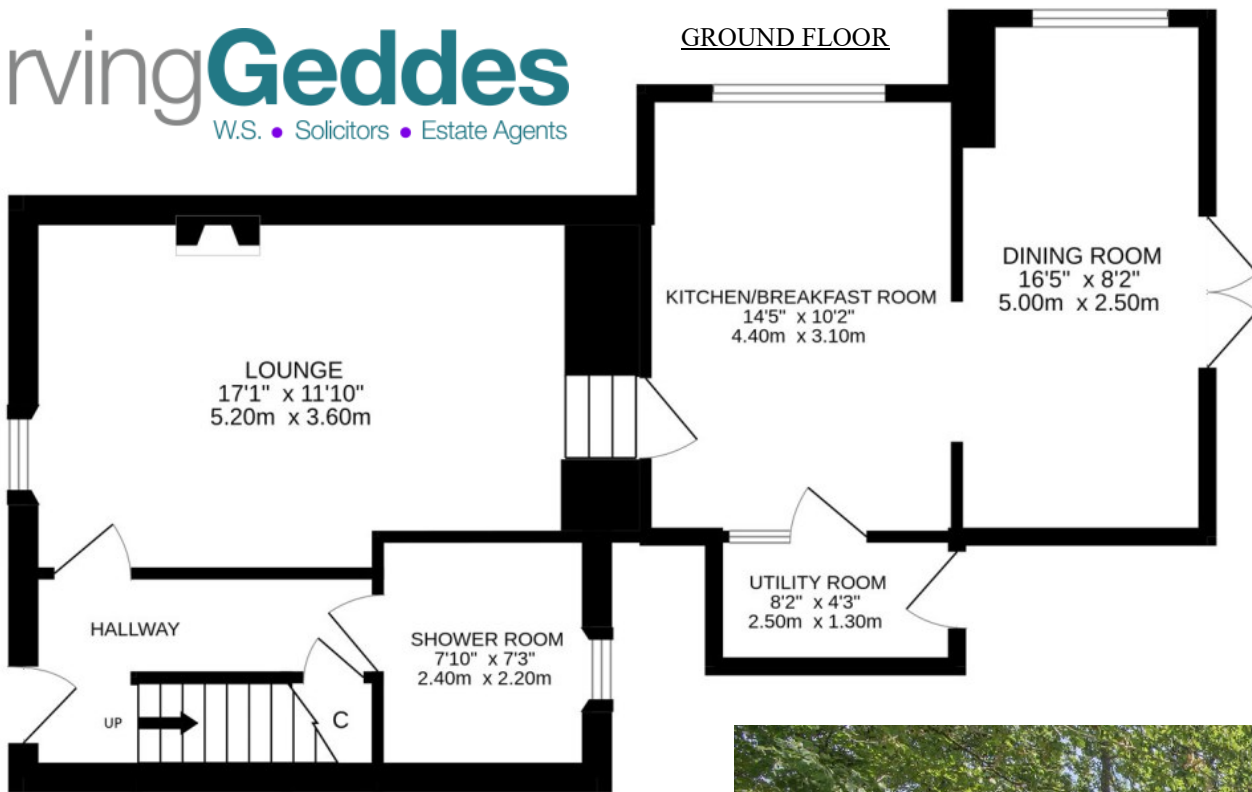 rvingGeddes
W.S. • Solicitors • Estate Agents
GROUND FLOOR
DINING ROOM
16'5" x 8'2"
5.00m x 2.50m
KITCHEN/BREAKFAST ROOM
14'5" x 10'2"
4.40m x 3.10m
LOUNGE
17'1" x 11'10"
5.20m x 3.60m
UTILITY ROOM
8'2" x 4'3"
2.50m x 1.30m
HALLWAY
SHOWER ROOM
7'10" x 7'3"
2.40m x 2.20m
UP
C